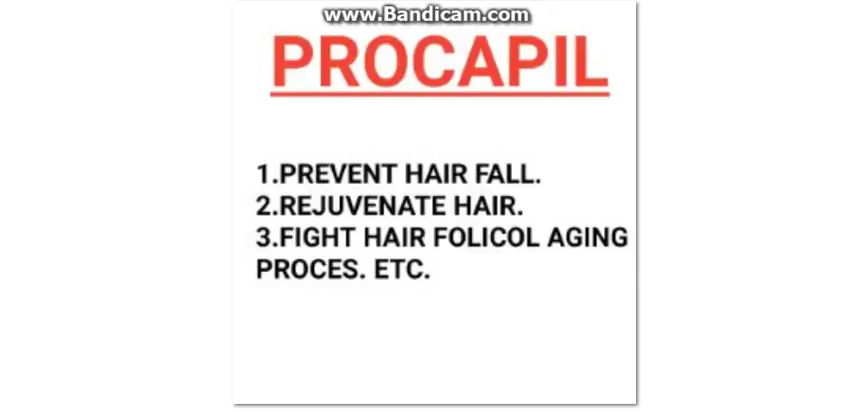 www.Bandicam.com
PROCAPIL
1.PREVENT HAIR FALL.
2.REJUVENATE HAIR.
3.FIGHT HAIR FOLICOL AGING
PROCES. ETC.